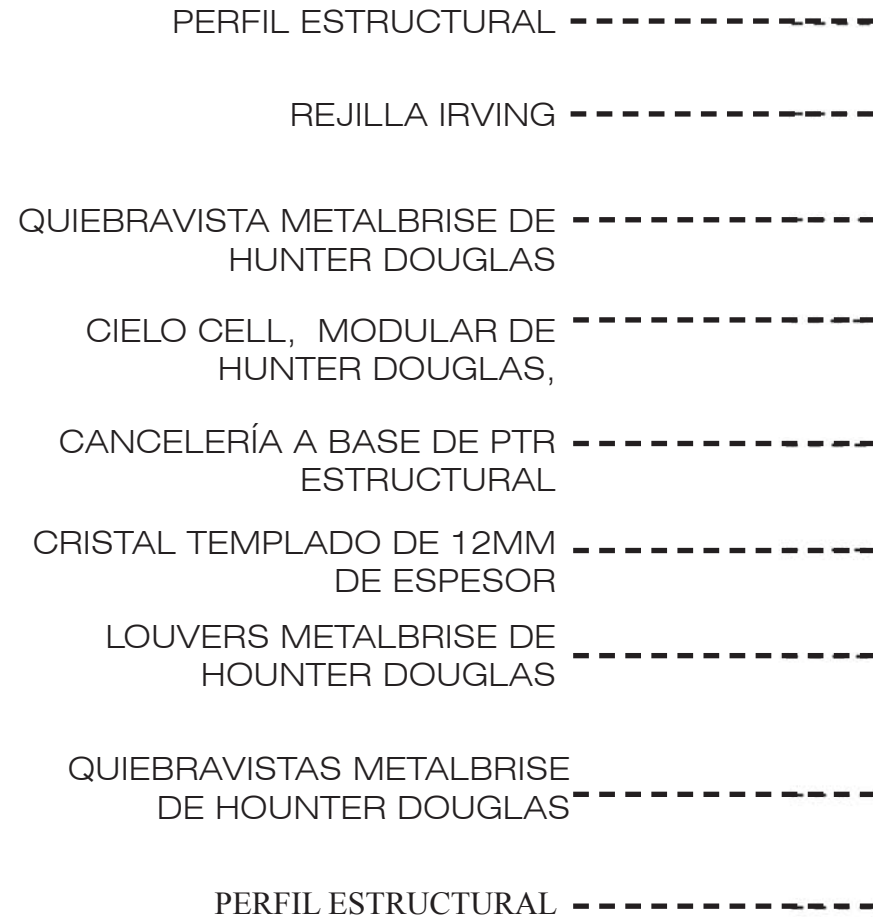 PERFIL ESTRUCTURAL
REJILLA IRVING
QUIEBRAVISTA METALBRISE DE
HUNTER DOUGLAS
CIELO CELL,  MODULAR DE
HUNTER DOUGLAS,
CANCELERÍA A BASE DE PTR
ESTRUCTURAL
CRISTAL TEMPLADO DE 12MM
DE ESPESOR
LOUVERS METALBRISE DE
HOUNTER DOUGLAS
QUIEBRAVISTAS METALBRISE
DE HOUNTER DOUGLAS
PERFIL ESTRUCTURAL